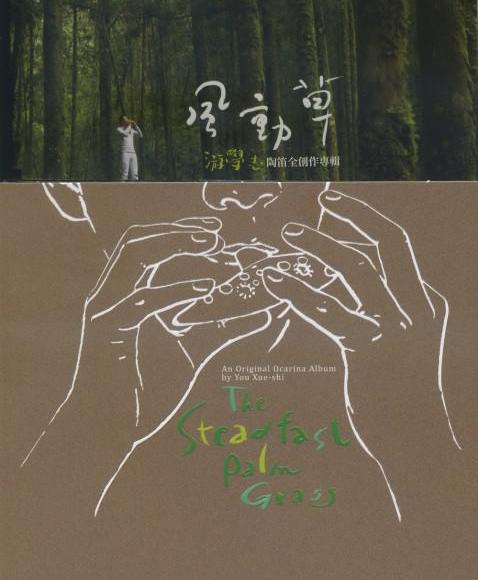 風動草
游學志 陶笛全創作專輯
An Original Ocarina Album
by You Xue-shi
The
Steadfast
Palm
Grass